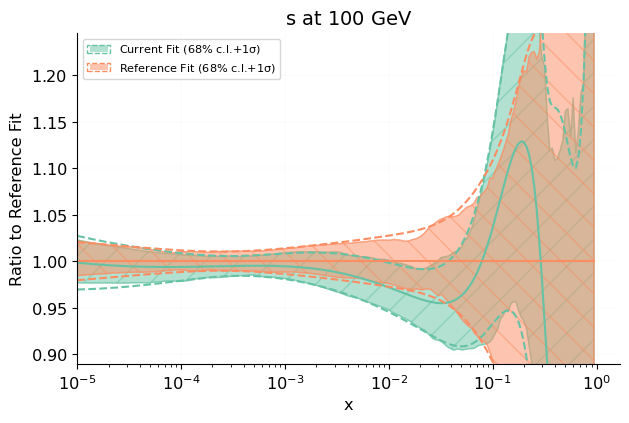 s at 100 GeV
Current Fit (68% c.l.+1σ)
Reference Fit (68% c.l.+1σ)
Ratio to Reference Fit
1.20
1.15
1.10
1.05
1.00
0.95
0.90
10⁻⁵ 10⁻⁴ 10⁻³ 10⁻² 10⁻¹ 10⁰
x